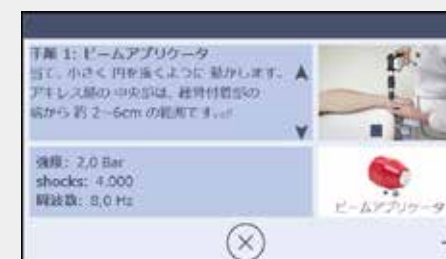 手順 1: ビームアプリケータ
当て、小さく 円を描くように 動かします。
アキレス腱の 中央部は、踵骨付着部の
端から 約 2-6cm の範囲です。
強度: 2,0 Bar
shocks: 4.000
周波数: 8,0 Hz
ビームアプリケータ